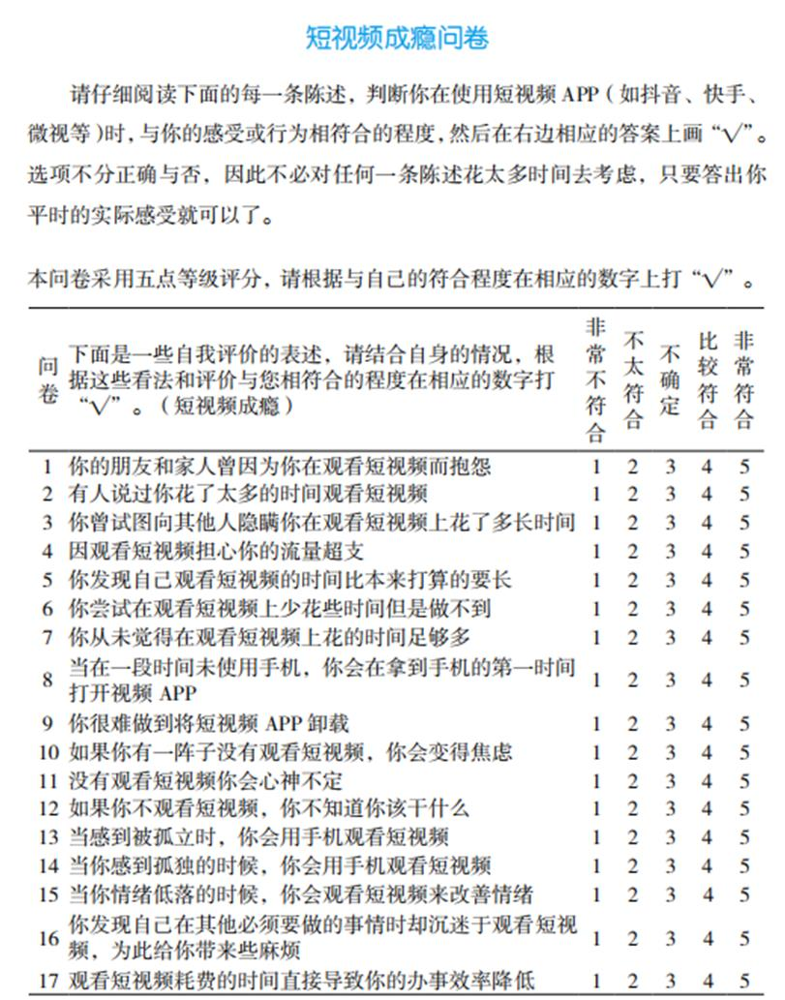 短视频成瘾问卷
请仔细阅读下面的每一条陈述，判断你在使用短视频 APP（如抖音、快手、
微视等）时，与你的感受或行为相符合的程度，然后在右边相应的答案上画“√”。
选项不分正确与否，因此不必对任何一条陈述花太多时间去考虑，只要答出你
平时的实际感受就可以了。
本问卷采用五点等级评分，请根据与自己的符合程度在相应的数字上打“√”。
问卷 下面是一些自我评价的表述，请结合自身的情况，根 非常不符合 不太符合 不确定 比较符合 非常符合
据这些看法和评价与您相符合的程度在相应的数字打
“√”。（短视频成瘾）
1 你的朋友和家人曾因为你在观看短视频而抱怨 1 2 3 4 5
2 有人说过你花了太多的时间观看短视频 1 2 3 4 5
3 你曾试图向其他人隐瞒你在观看短视频上花了多长时间 1 2 3 4 5
4 因观看短视频担心你的流量超支 1 2 3 4 5
5 你发现自己观看短视频的时间比本来打算的要长 1 2 3 4 5
6 你尝试在观看短视频上少花些时间但是做不到 1 2 3 4 5
7 你从未觉得在观看短视频上花的时间足够多 1 2 3 4 5
8 当在一段时间未使用手机，你会在拿到手机的第一时间 1 2 3 4 5
打开视频 APP
9 你很难做到将短视频 APP 卸载 1 2 3 4 5
10 如果你有一阵子没有观看短视频，你会变得焦虑 1 2 3 4 5
11 没有观看短视频你会心神不定 1 2 3 4 5
12 如果你不观看短视频，你不知道你该干什么 1 2 3 4 5
13 当感到被孤立时，你会用手机观看短视频 1 2 3 4 5
14 当你感到孤独的时候，你会用手机观看短视频 1 2 3 4 5
15 当你情绪低落的时候，你会观看短视频来改善情绪 1 2 3 4 5
16 你发现自己在其他必须要做的事情时却沉迷于观看短视 1 2 3 4 5
频，为此给你带来些麻烦
17 观看短视频耗费的时间直接导致你的办事效率降低 1 2 3 4 5